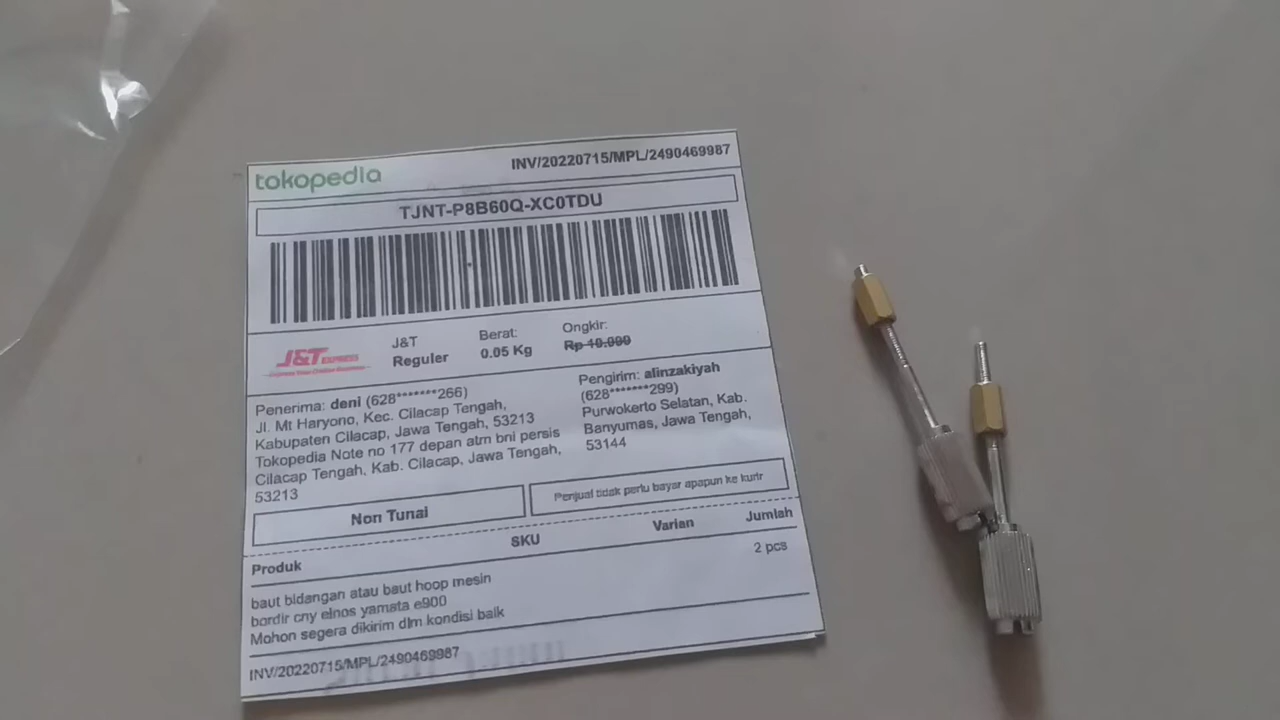 tokopedia
INV/20220715/MPL/2490469987
TJNT-P8B60Q-XC0TDU
J&T EXPRESS
J&T
Reguler
Berat:
0.05 Kg
Ongkir:
Rp 10.000
Penerima: deni (628*******266)
Jl. Mt Haryono, Kec. Cilacap Tengah,
Kabupaten Cilacap, Jawa Tengah, 53213
Tokopedia Note no 177 depan atm bni persis
Cilacap Tengah, Kab. Cilacap, Jawa Tengah,
53213
Pengirim: alinzakiyah
(628*******299)
Purwokerto Selatan, Kab.
Banyumas, Jawa Tengah,
53144
Non Tunai
Penjual tidak perlu bayar apapun ke kurir
Produk
SKU
Varian
Jumlah
baut bidangan atau baut hoop mesin
bordir cny elnos yamata e900
Mohon segera dikirim dlm kondisi baik
2 pcs
INV/20220715/MPL/2490469987